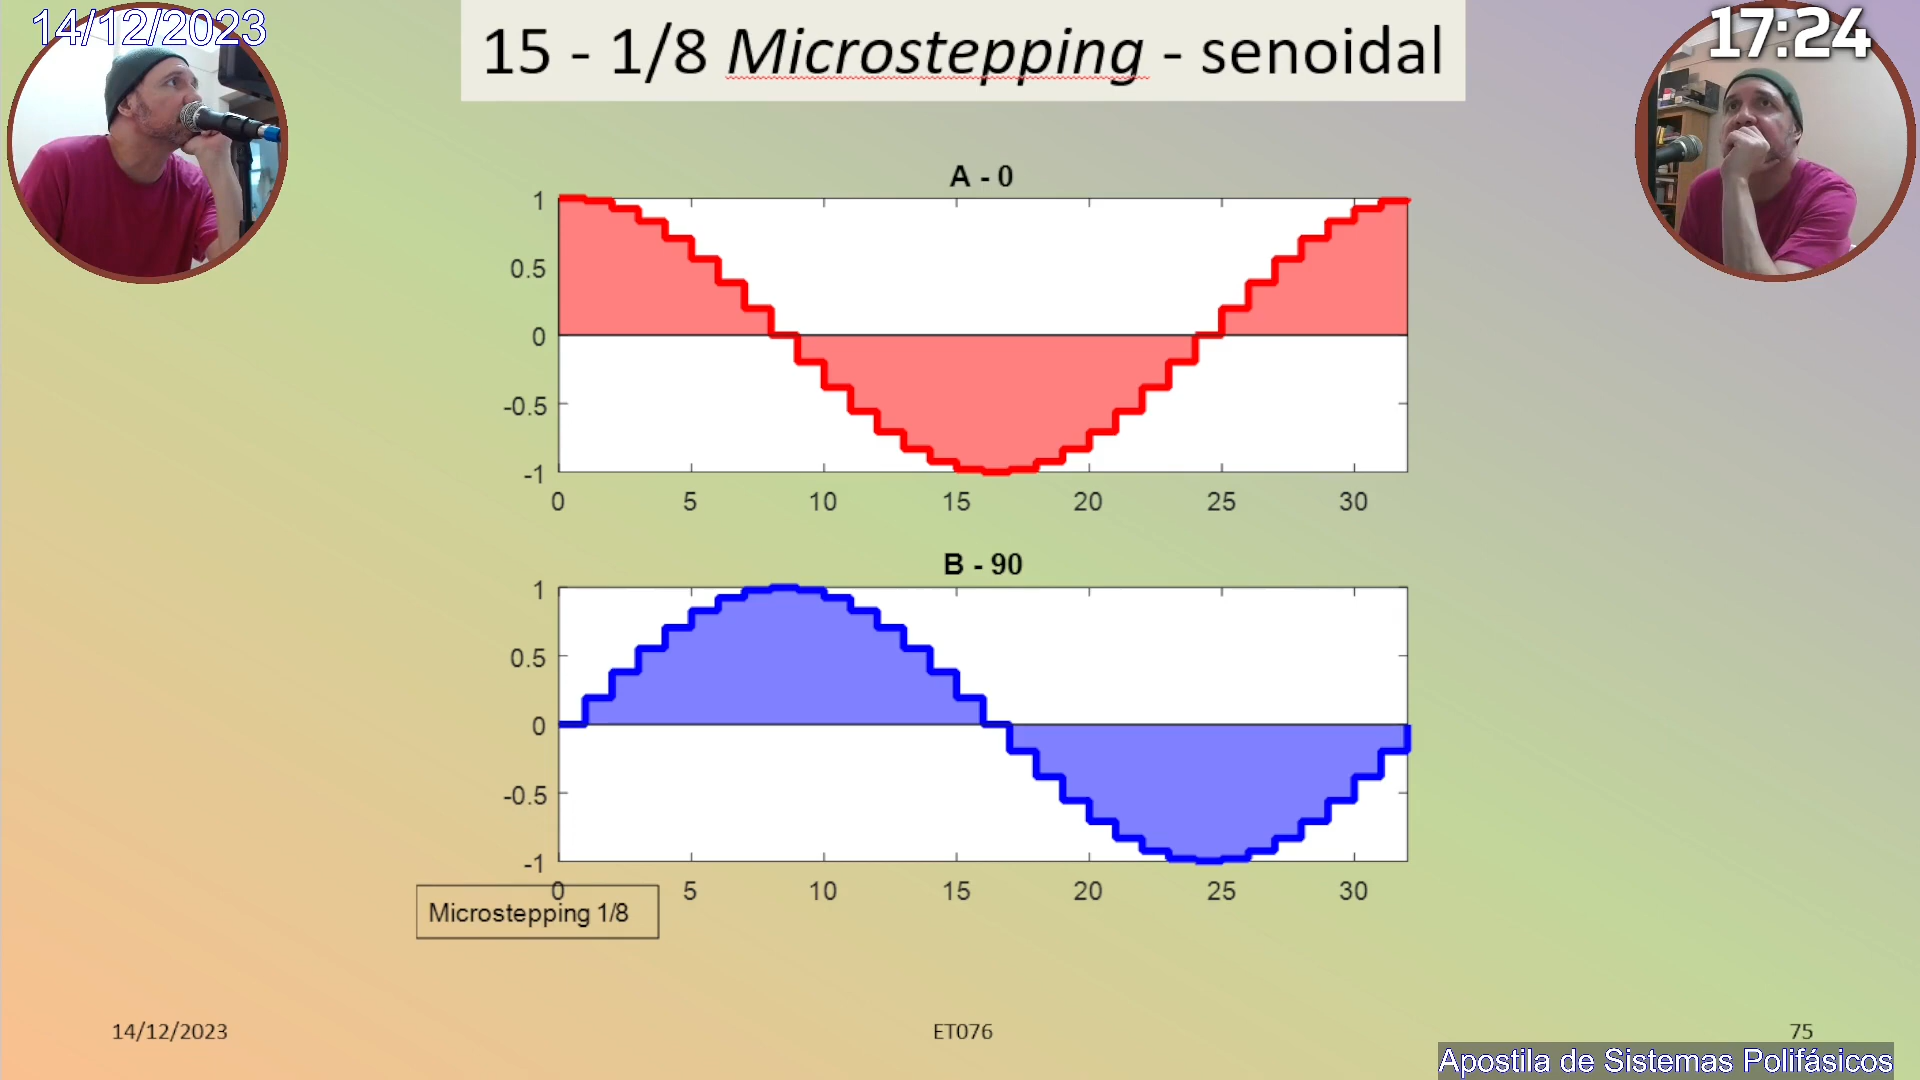 14/12/2023
17:24
15 - 1/8 Microstepping - senoidal
A - 0
1
0.5
0
-0.5
-1
0 5 10 15 20 25 30
B - 90
1
0.5
0
-0.5
-1
0 5 10 15 20 25 30
Microstepping 1/8
14/12/2023 ET076 75
Apostila de Sistemas Polifásicos